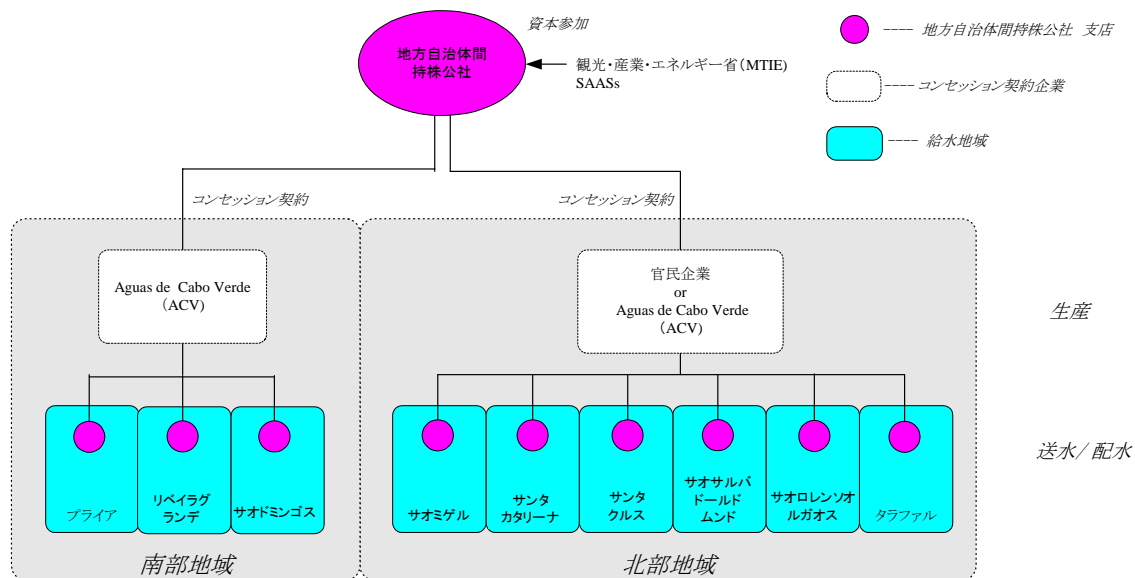 資本参加
地方自治体間
持株公社
観光・産業・エネルギー省(MTIE)
SAASs
---- 地方自治体間持株公社 支店
---- コンセッション契約企業
---- 給水地域
コンセッション契約
コンセッション契約
Aguas de Cabo Verde
(ACV)
官民企業
or
Aguas de Cabo Verde
(ACV)
生産
プライア
リベイラグ
ランデ
サオドミンゴス
サオミゲル
サンタ
カタリーナ
サンタ
クルス
サオサルバ
ドールド
ムンド
サオロレンソオ
ルガオス
タラファル
送水/配水
南部地域
北部地域